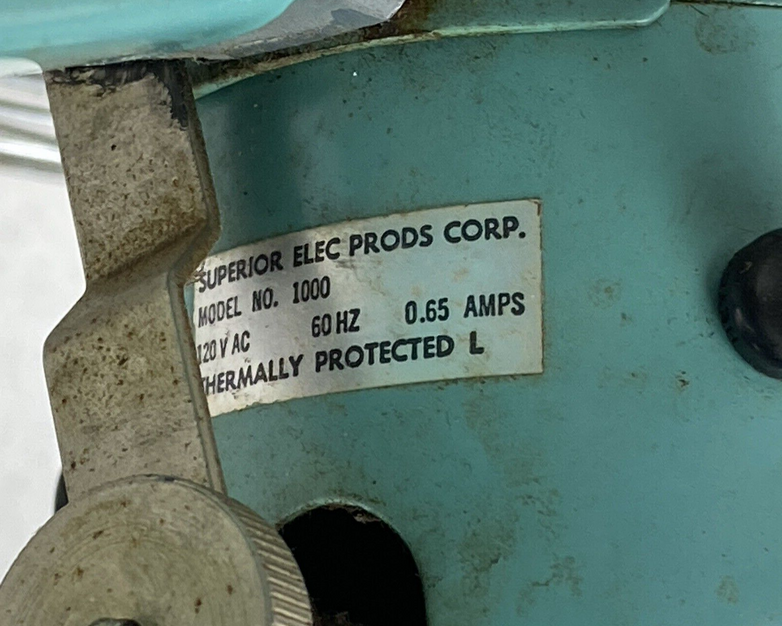 SUPERIOR ELEC PRODS CORP.
MODEL NO. 1000
120 V AC 60 HZ 0.65 AMPS
THERMALLY PROTECTED L